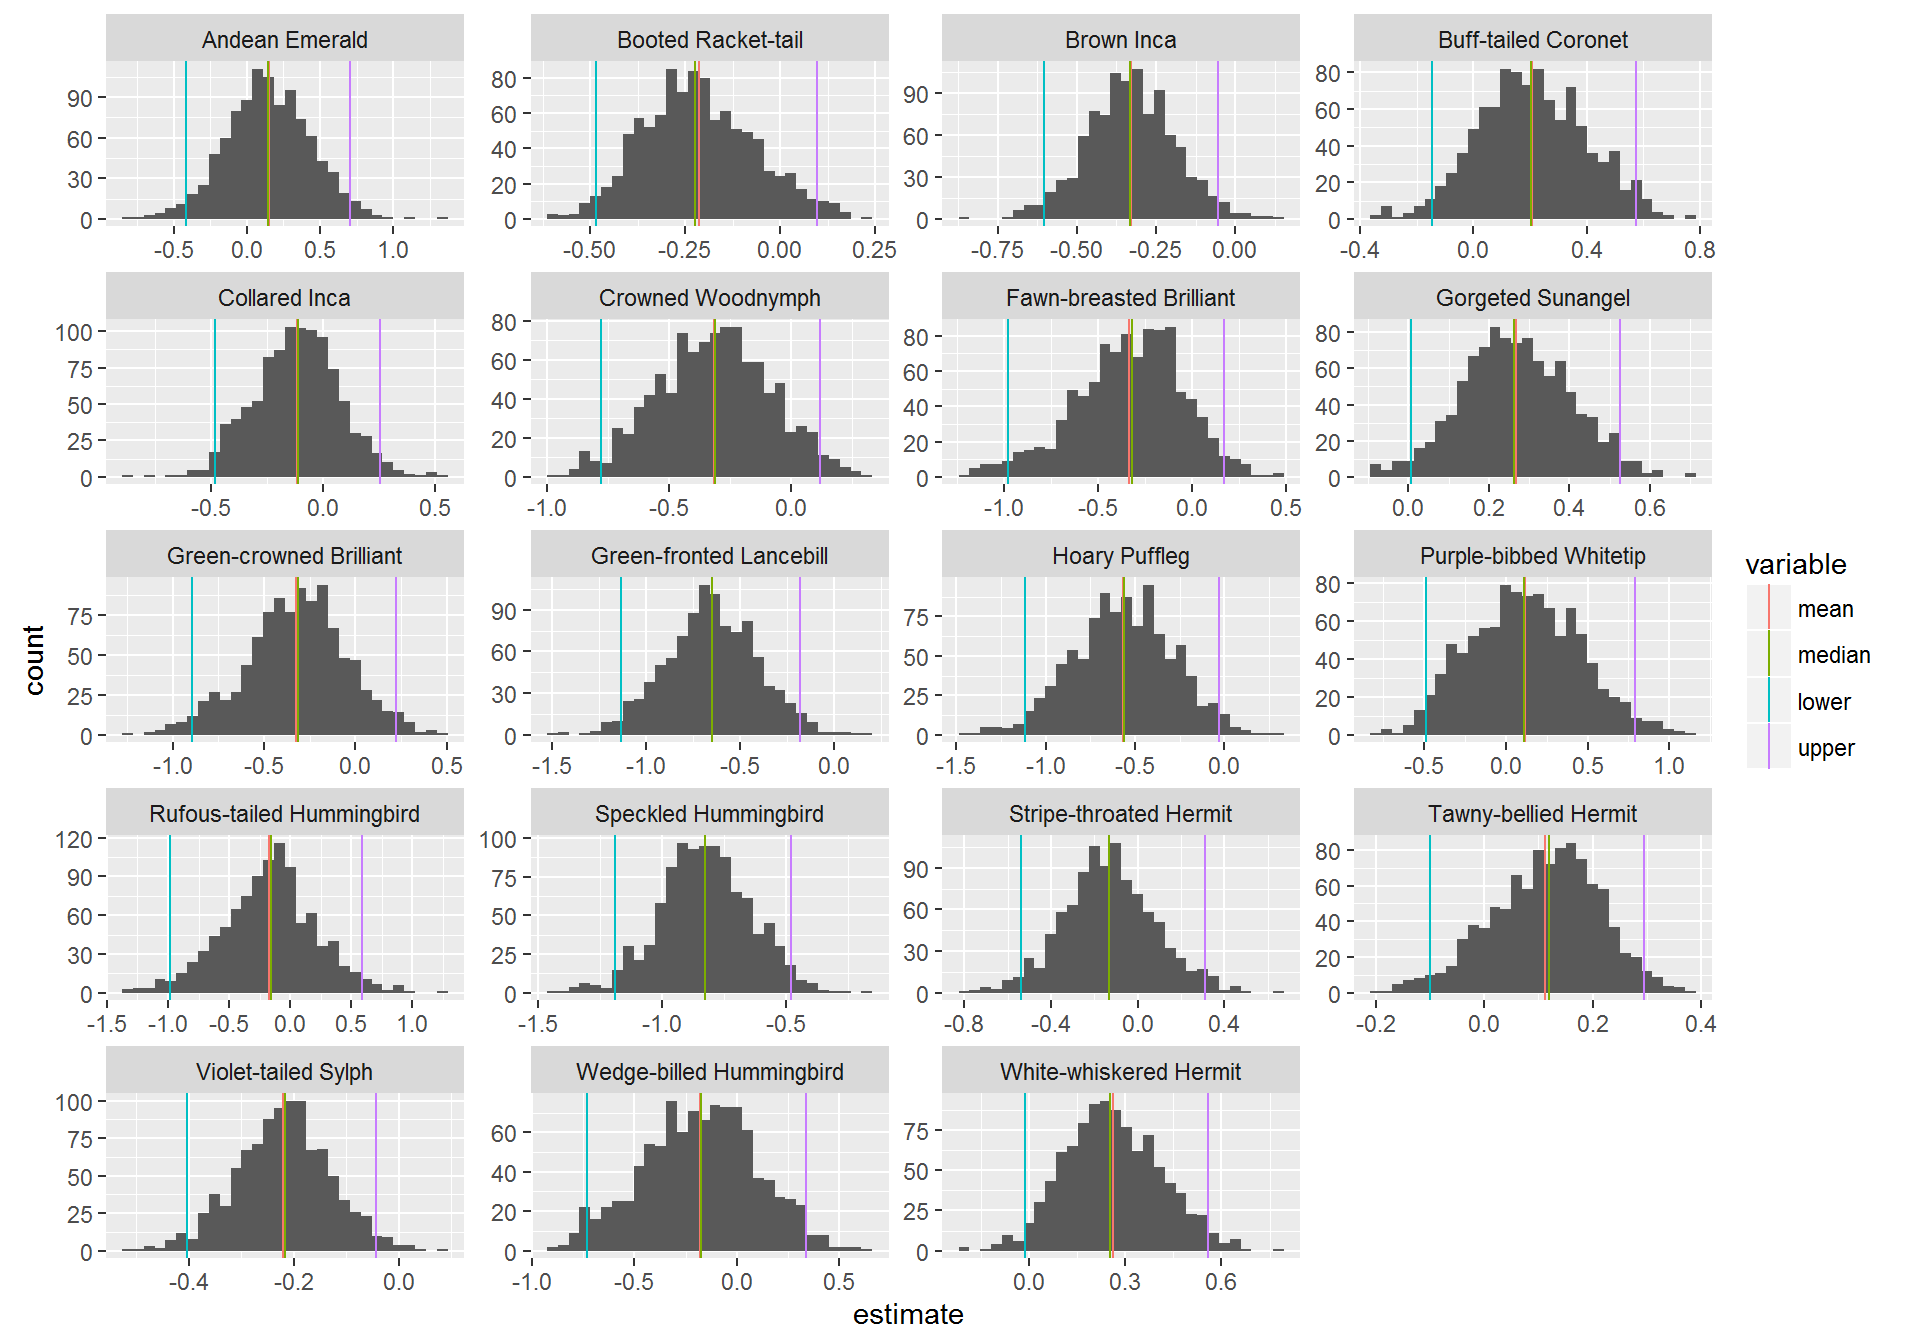 Andean Emerald Booted Racket-tail Brown Inca Buff-tailed Coronet
90 60 30 0
80 60 40 20 0
90 60 30 0
80 60 40 20 0
-0.5 0.0 0.5 1.0
-0.50 -0.25 0.00 0.25
-0.75 -0.50 -0.25 0.00
-0.4 0.0 0.4 0.8
Collared Inca Crowned Woodnymph Fawn-breasted Brilliant Gorgeted Sunangel
100 75 50 25 0
80 60 40 20 0
80 60 40 20 0
80 60 40 20 0
-0.5 0.0 0.5
-1.0 -0.5 0.0
-1.0 -0.5 0.0 0.5
0.0 0.2 0.4 0.6
Green-crowned Brilliant Green-fronted Lancebill Hoary Puffleg Purple-bibbed Whitetip
75 50 25 0
90 60 30 0
75 50 25 0
80 60 40 20 0
-1.0 -0.5 0.0 0.5
-1.5 -1.0 -0.5 0.0
-1.5 -1.0 -0.5 0.0
-0.5 0.0 0.5 1.0
Rufous-tailed Hummingbird Speckled Hummingbird Stripe-throated Hermit Tawny-bellied Hermit
120 90 60 30 0
100 75 50 25 0
90 60 30 0
80 60 40 20 0
-1.5 -1.0 -0.5 0.0 0.5 1.0
-1.5 -1.0 -0.5
-0.8 -0.4 0.0 0.4
-0.2 0.0 0.2 0.4
Violet-tailed Sylph Wedge-billed Hummingbird White-whiskered Hermit
100 75 50 25 0
60 40 20 0
75 50 25 0
-0.4 -0.2 0.0
-1.0 -0.5 0.0 0.5
0.0 0.3 0.6
count
estimate
variable
mean
median
lower
upper